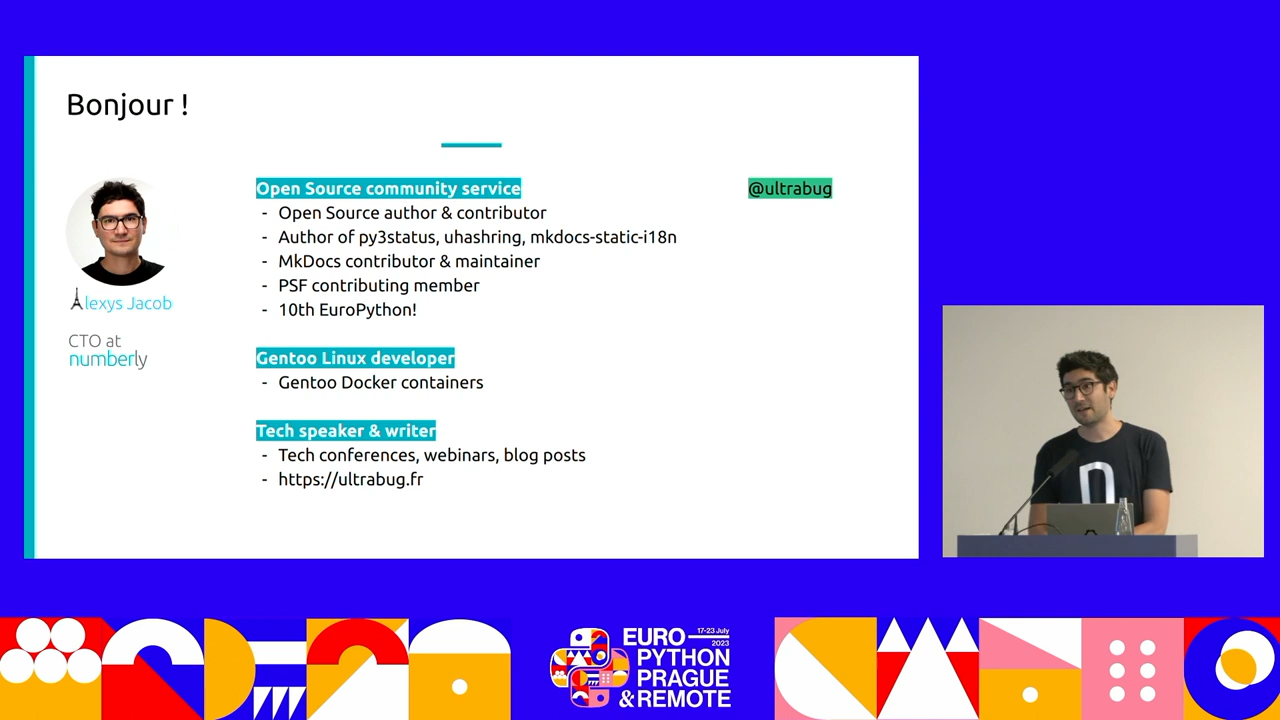 Bonjour !
Open Source community service
@ultrabug
- Open Source author & contributor
- Author of py3status, uhashring, mkdocs-static-i18n
- MkDocs contributor & maintainer
- PSF contributing member
- 10th EuroPython!
lexys Jacob
CTO at
numberly
Gentoo Linux developer
- Gentoo Docker containers
Tech speaker & writer
- Tech conferences, webinars, blog posts
- https://ultrabug.fr
n
EURO
17-23 July
2023
PYTHON
PRAGUE
& REMOTE